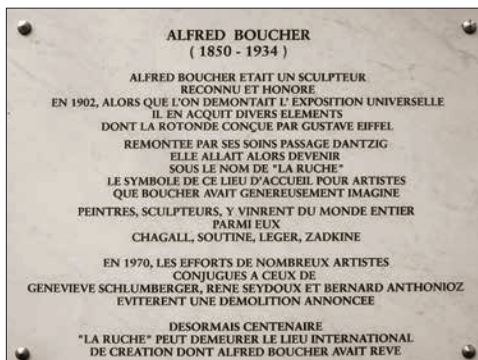 ALFRED BOUCHER
( 1850 - 1934 )
ALFRED BOUCHER ETAIT UN SCULPTEUR
RECONNU ET HONORE
EN 1902, ALORS QUE L'ON DEMONTAIT L' EXPOSITION UNIVERSELLE
IL EN ACQUIT DIVERS ELEMENTS
DONT LA ROTONDE CONÇUE PAR GUSTAVE EIFFEL
REMONTEE PAR SES SOINS PASSAGE DANTZIG
ELLE ALLAIT ALORS DEVENIR
SOUS LE NOM DE "LA RUCHE"
LE SYMBOLE DE CE LIEU D'ACCUEIL POUR ARTISTES
QUE BOUCHER AVAIT GENEREUSEMENT IMAGINE
PEINTRES, SCULPTEURS, Y VINRENT DU MONDE ENTIER
PARMI EUX
CHAGALL, SOUTINE, LEGER, ZADKINE
EN 1970, LES EFFORTS DE NOMBREUX ARTISTES
CONJUGUES A CEUX DE
GENEVIEVE SCHLUMBERGER, RENE SEYDOUX ET BERNARD ANTHONIOZ
EVITERENT UNE DEMOLITION ANNONCEE
DESORMAIS CENTENAIRE
"LA RUCHE" PEUT DEMEURER LE LIEU INTERNATIONAL
DE CREATION DONT ALFRED BOUCHER AVAIT REVE